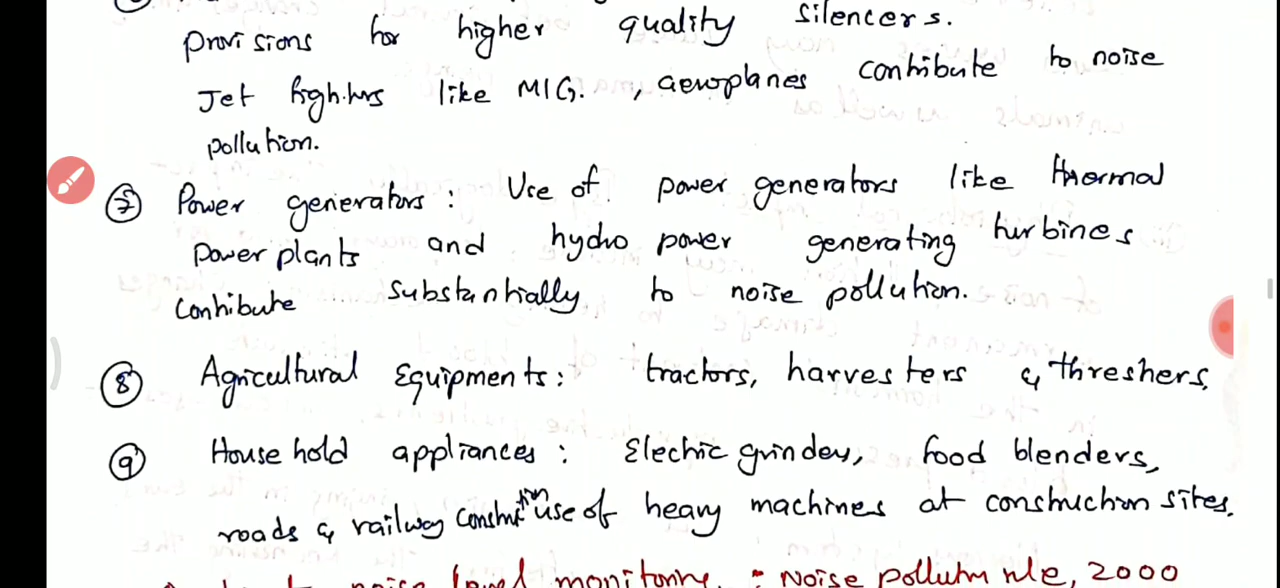 provisions for higher quality silencers.
Jet fighters like MIG. , aeroplanes contribute to noise
pollution.
⑦ Power generators : Use of power generators like thermal
power plants and hydro power generating turbines
contribute substantially to noise pollution.
⑧ Agricultural Equipments : tractors, harvesters & threshers.
⑨ House hold appliances : Electric grinders, food blenders,
roads & railway construction use of heavy machines at construction sites.
noise level monitoring : Noise Pollution rule, 2000